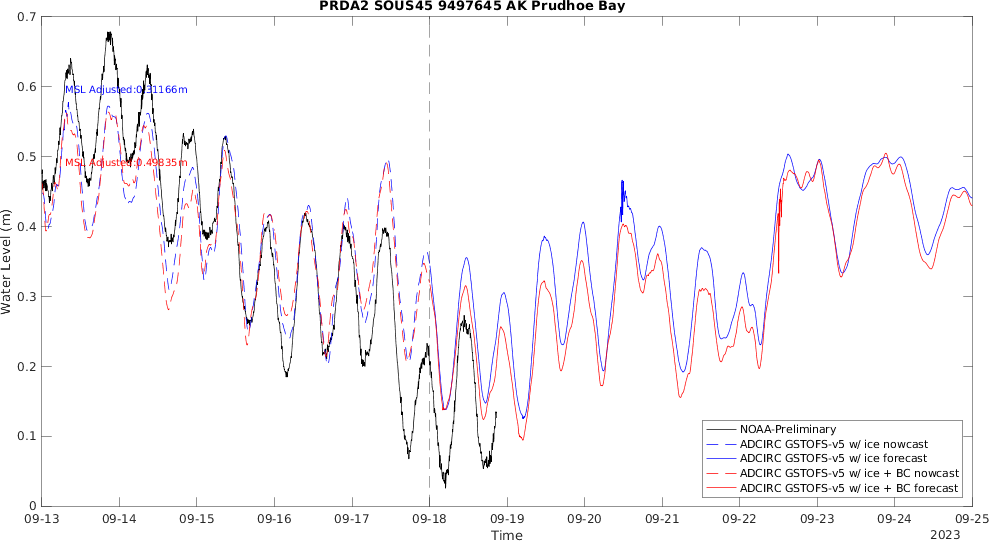 PRDA2 SOUS45 9497645 AK Prudhoe Bay
0.7
0.6
0.5
0.4
0.3
0.2
0.1
0
Water Level (m)
MSL Adjusted:0.31166m
MSL Adjusted:0.49835m
NOAA-Preliminary
ADCIRC GSTOFS-v5 w/ ice nowcast
ADCIRC GSTOFS-v5 w/ ice forecast
ADCIRC GSTOFS-v5 w/ ice + BC nowcast
ADCIRC GSTOFS-v5 w/ ice + BC forecast
09-13 09-14 09-15 09-16 09-17 09-18 09-19 09-20 09-21 09-22 09-23 09-24 09-25
Time
2023